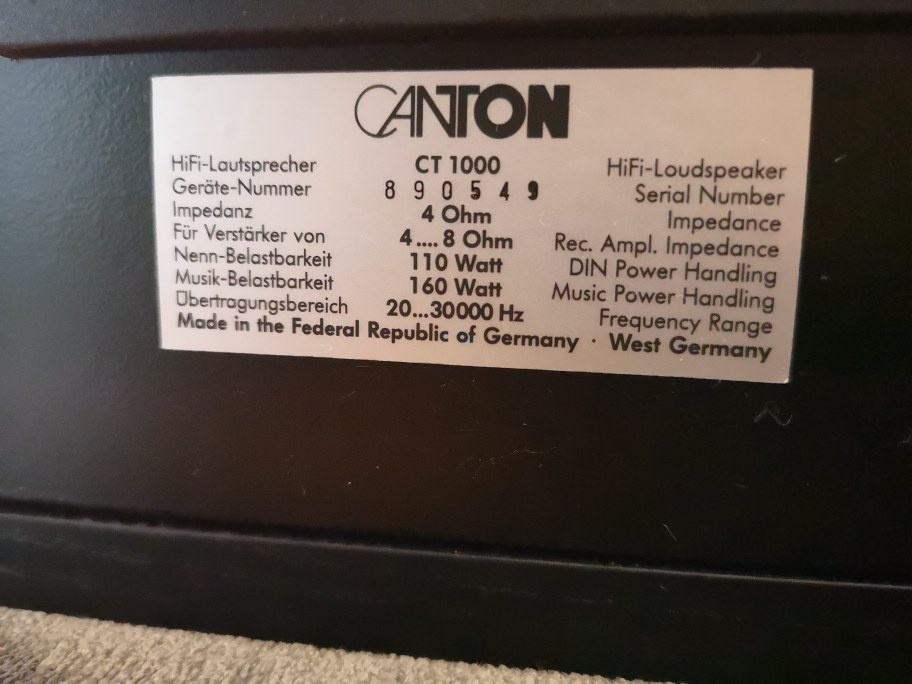 CANTON
HiFi-Lautsprecher CT 1000 HiFi-Loudspeaker
Geräte-Nummer 890549 Serial Number
Impedanz 4 Ohm Impedance
Für Verstärker von 4....8 Ohm Rec. Ampl. Impedance
Nenn-Belastbarkeit 110 Watt DIN Power Handling
Musik-Belastbarkeit 160 Watt Music Power Handling
Übertragungsbereich 20...30000 Hz Frequency Range
Made in the Federal Republic of Germany · West Germany